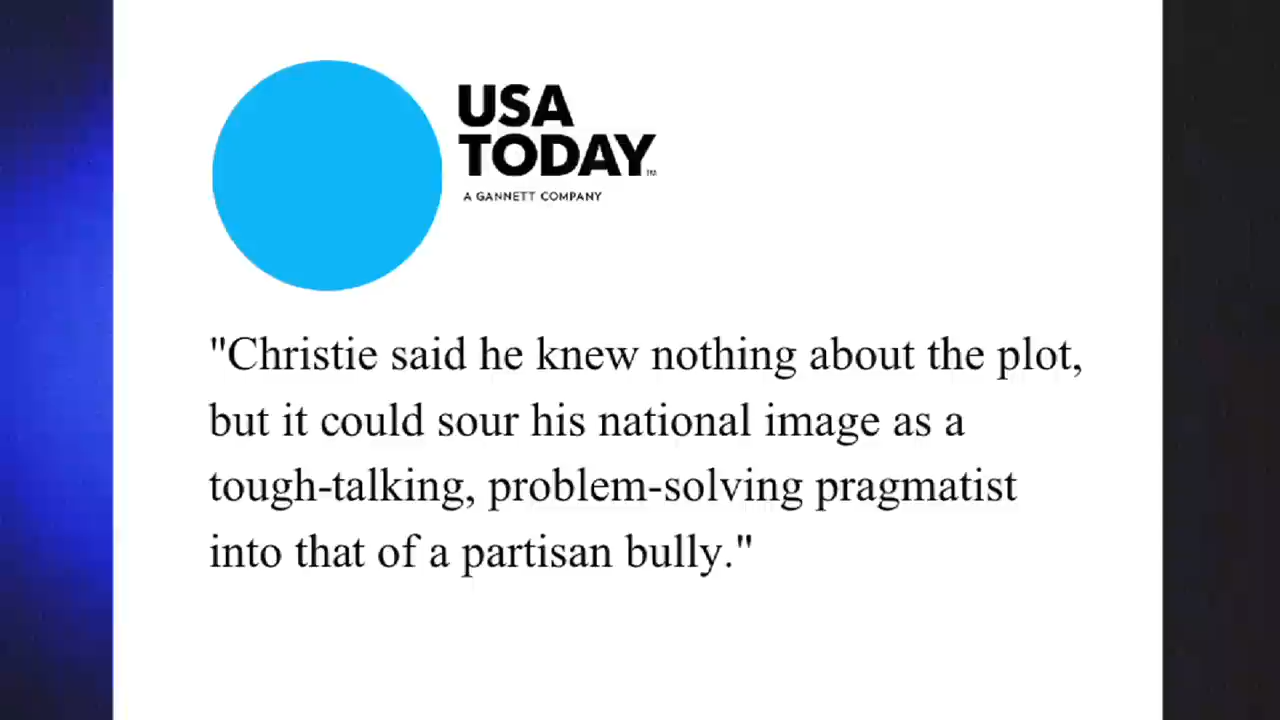 USA
TODAY™
A GANNETT COMPANY
"Christie said he knew nothing about the plot,
but it could sour his national image as a
tough-talking, problem-solving pragmatist
into that of a partisan bully."